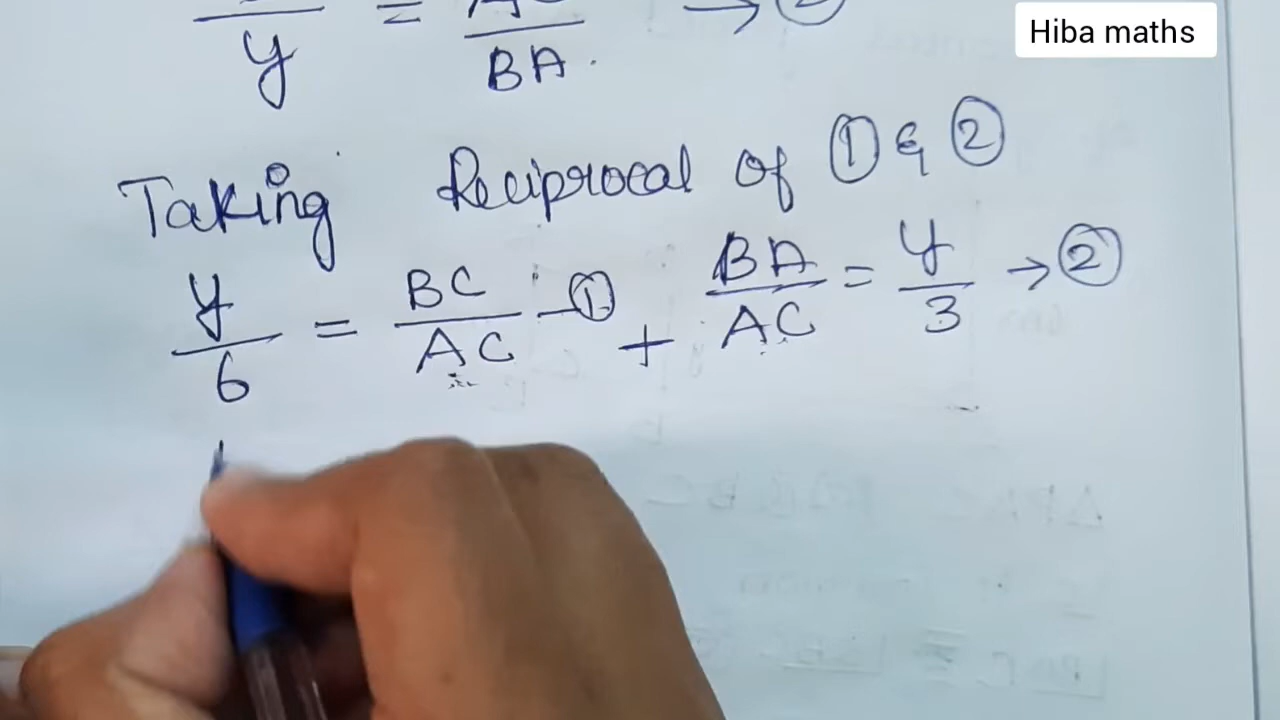 Hiba maths
y = AC → ②
BA.
Taking Reciprocal of ① & ②
y/6 = BC/AC —① + BA/AC = y/3 → ②